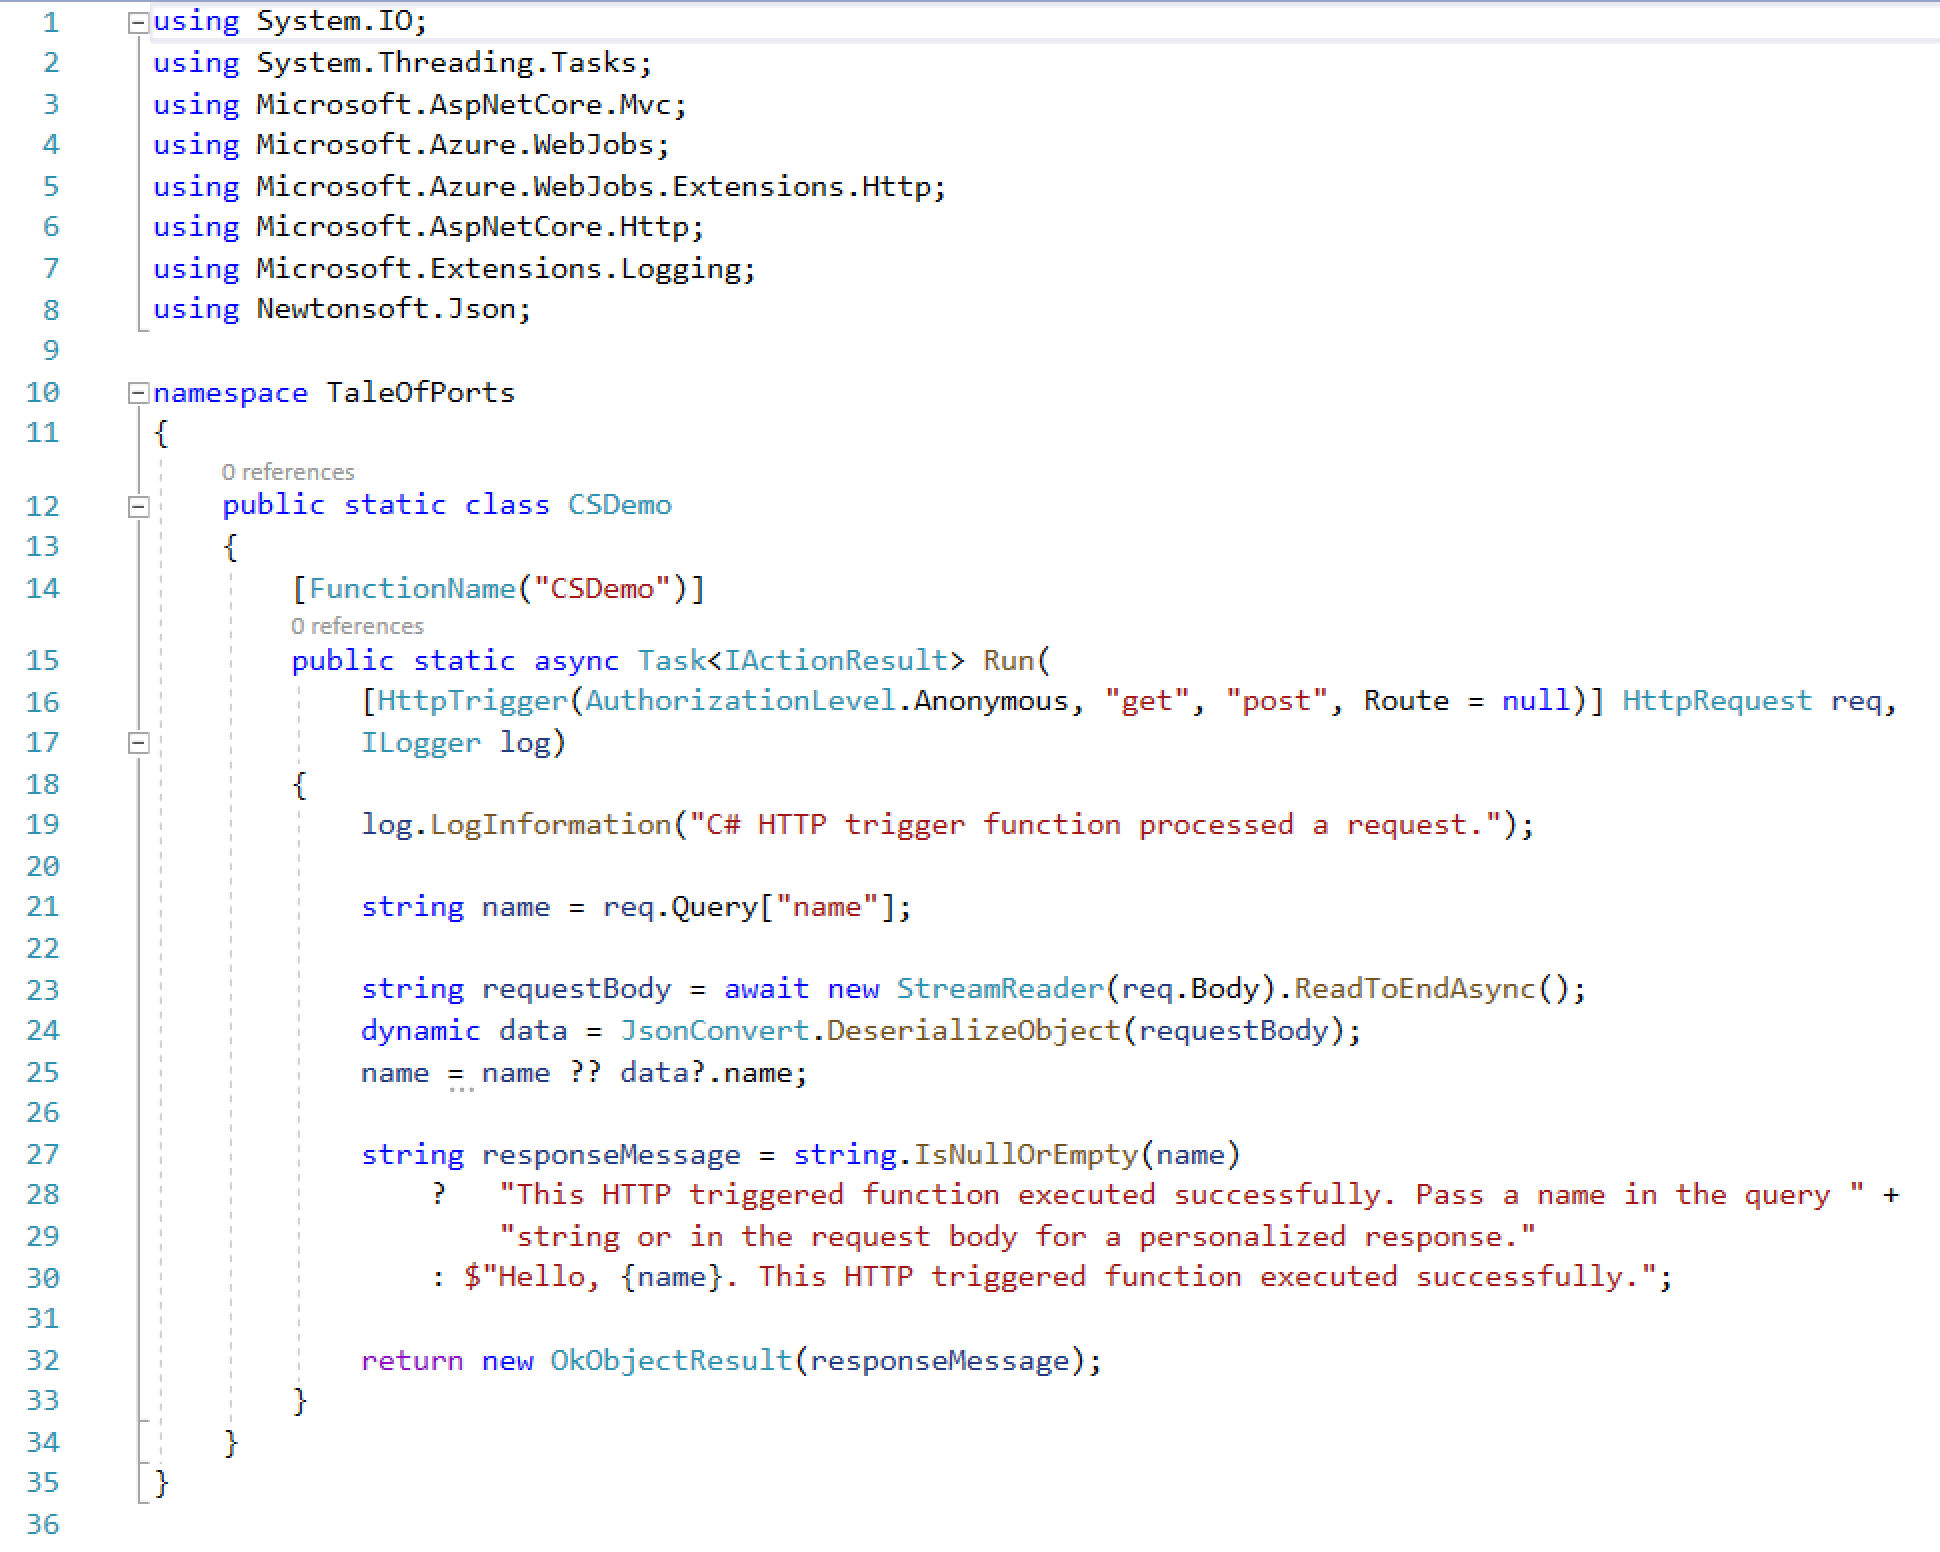 1 using System.IO;
2 using System.Threading.Tasks;
3 using Microsoft.AspNetCore.Mvc;
4 using Microsoft.Azure.WebJobs;
5 using Microsoft.Azure.WebJobs.Extensions.Http;
6 using Microsoft.AspNetCore.Http;
7 using Microsoft.Extensions.Logging;
8 using Newtonsoft.Json;
9
10 namespace TaleOfPorts
11 {
0 references
12     public static class CSDemo
13     {
14         [FunctionName("CSDemo")]
0 references
15         public static async Task<IActionResult> Run(
16             [HttpTrigger(AuthorizationLevel.Anonymous, "get", "post", Route = null)] HttpRequest req,
17             ILogger log)
18         {
19             log.LogInformation("C# HTTP trigger function processed a request.");
20
21             string name = req.Query["name"];
22
23             string requestBody = await new StreamReader(req.Body).ReadToEndAsync();
24             dynamic data = JsonConvert.DeserializeObject(requestBody);
25             name = name ?? data?.name;
26
27             string responseMessage = string.IsNullOrEmpty(name)
28                 ?   "This HTTP triggered function executed successfully. Pass a name in the query " +
29                     "string or in the request body for a personalized response."
30                 : $"Hello, {name}. This HTTP triggered function executed successfully.";
31
32             return new OkObjectResult(responseMessage);
33         }
34     }
35 }
36